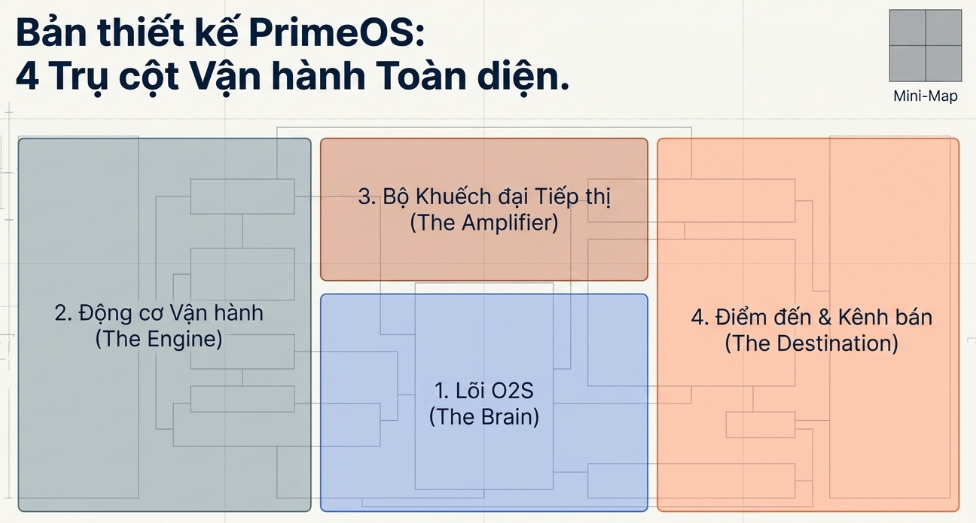 Bản thiết kế PrimeOS:
4 Trụ cột Vận hành Toàn diện.
Mini-Map
2. Động cơ Vận hành
(The Engine)
3. Bộ Khuếch đại Tiếp thị
(The Amplifier)
1. Lõi O2S
(The Brain)
4. Điểm đến & Kênh bán
(The Destination)